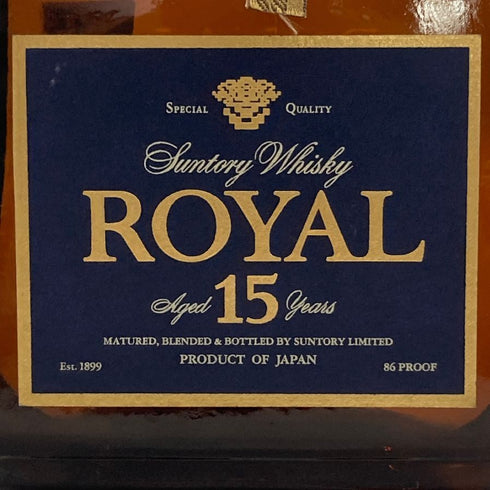 Special Quality
Suntory Whisky
ROYAL
Aged 15 Years
MATURED, BLENDED & BOTTLED BY SUNTORY LIMITED
PRODUCT OF JAPAN
Est. 1899 86 PROOF